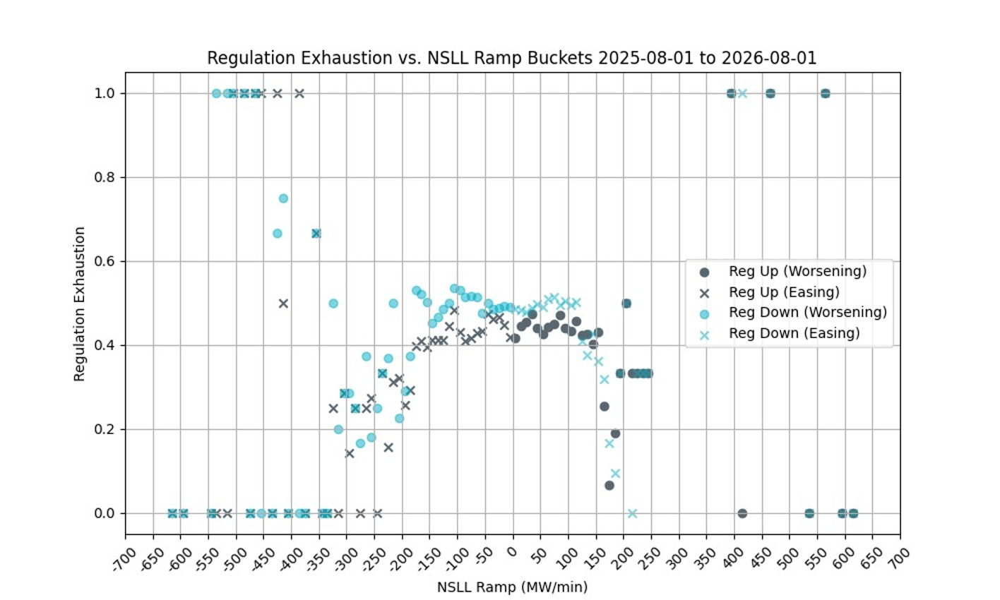 Regulation Exhaustion vs. NSLL Ramp Buckets 2025-08-01 to 2026-08-01
Regulation Exhaustion
1.0
0.8
0.6
0.4
0.2
0.0
Reg Up (Worsening)
Reg Up (Easing)
Reg Down (Worsening)
Reg Down (Easing)
-700 -650 -600 -550 -500 -450 -400 -350 -300 -250 -200 -150 -100 -50 0 50 100 150 200 250 300 350 400 450 500 550 600 650 700
NSLL Ramp (MW/min)